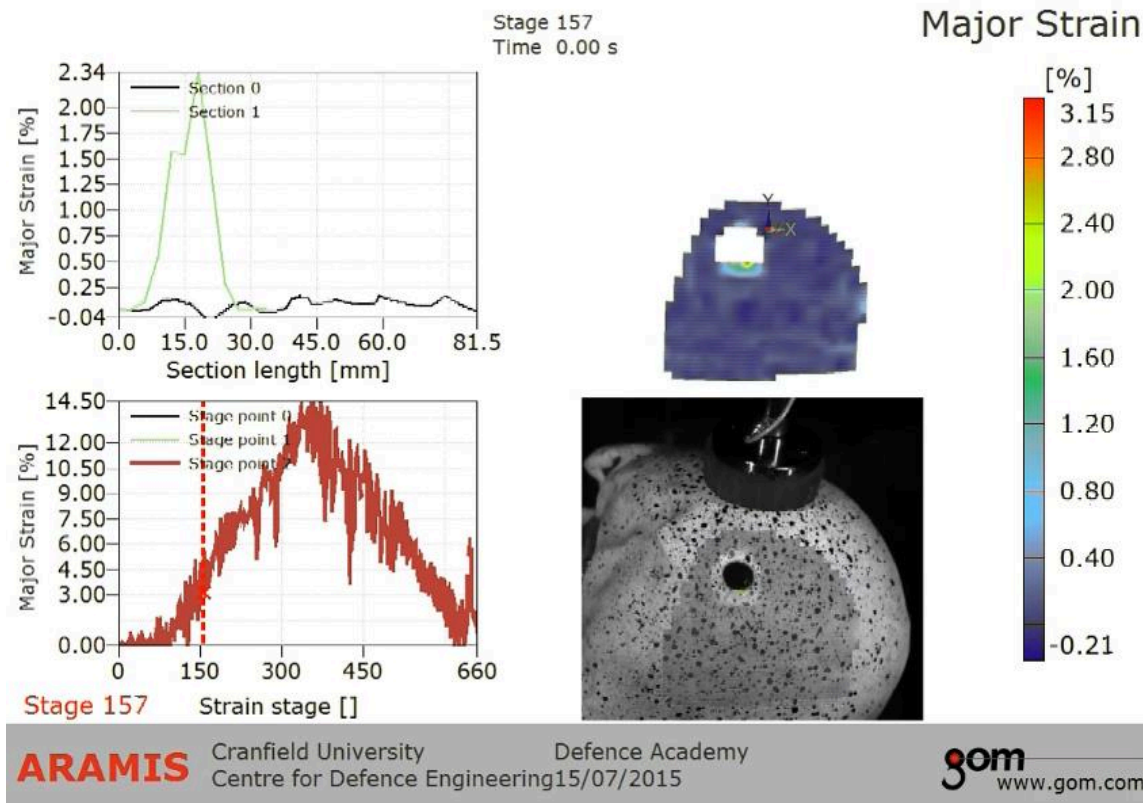 Stage 157
Time 0.00 s
Major Strain
[%]
3.15
2.80
2.40
2.00
1.60
1.20
0.80
0.40
-0.21
Major Strain [%]
2.34
2.00
1.75
1.50
1.25
1.00
0.75
0.50
0.25
-0.04
Section 0
Section 1
0.0 15.0 30.0 45.0 60.0 81.5
Section length [mm]
Y
X
Major Strain [%]
14.50
12.00
10.50
9.00
7.50
6.00
4.50
3.00
0.00
Stage point 0
Stage point 1
Stage point 2
0 150 300 450 660
Stage 157
Strain stage []
ARAMIS
Cranfield University Defence Academy
Centre for Defence Engineering 15/07/2015
gom
www.gom.com